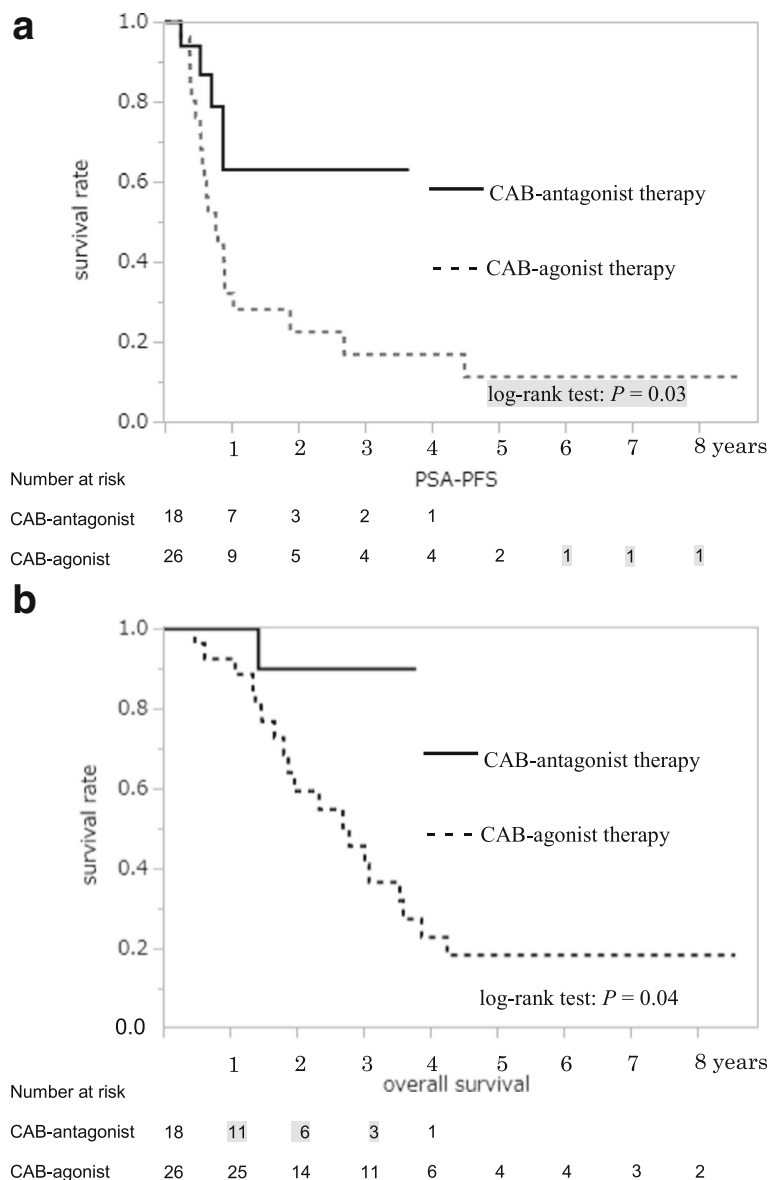 a
1.0
0.8
0.6
0.4
0.2
0.0
survival rate
CAB-antagonist therapy
CAB-agonist therapy
log-rank test: P = 0.03
1 2 3 4 5 6 7 8 years
Number at risk PSA-PFS
CAB-antagonist 18 7 3 2 1
CAB-agonist 26 9 5 4 4 2 1 1 1
b
1.0
0.8
0.6
0.4
0.2
0.0
survival rate
CAB-antagonist therapy
CAB-agonist therapy
log-rank test: P = 0.04
1 2 3 4 5 6 7 8 years
Number at risk overall survival
CAB-antagonist 18 11 6 3 1
CAB-agonist 26 25 14 11 6 4 4 3 2